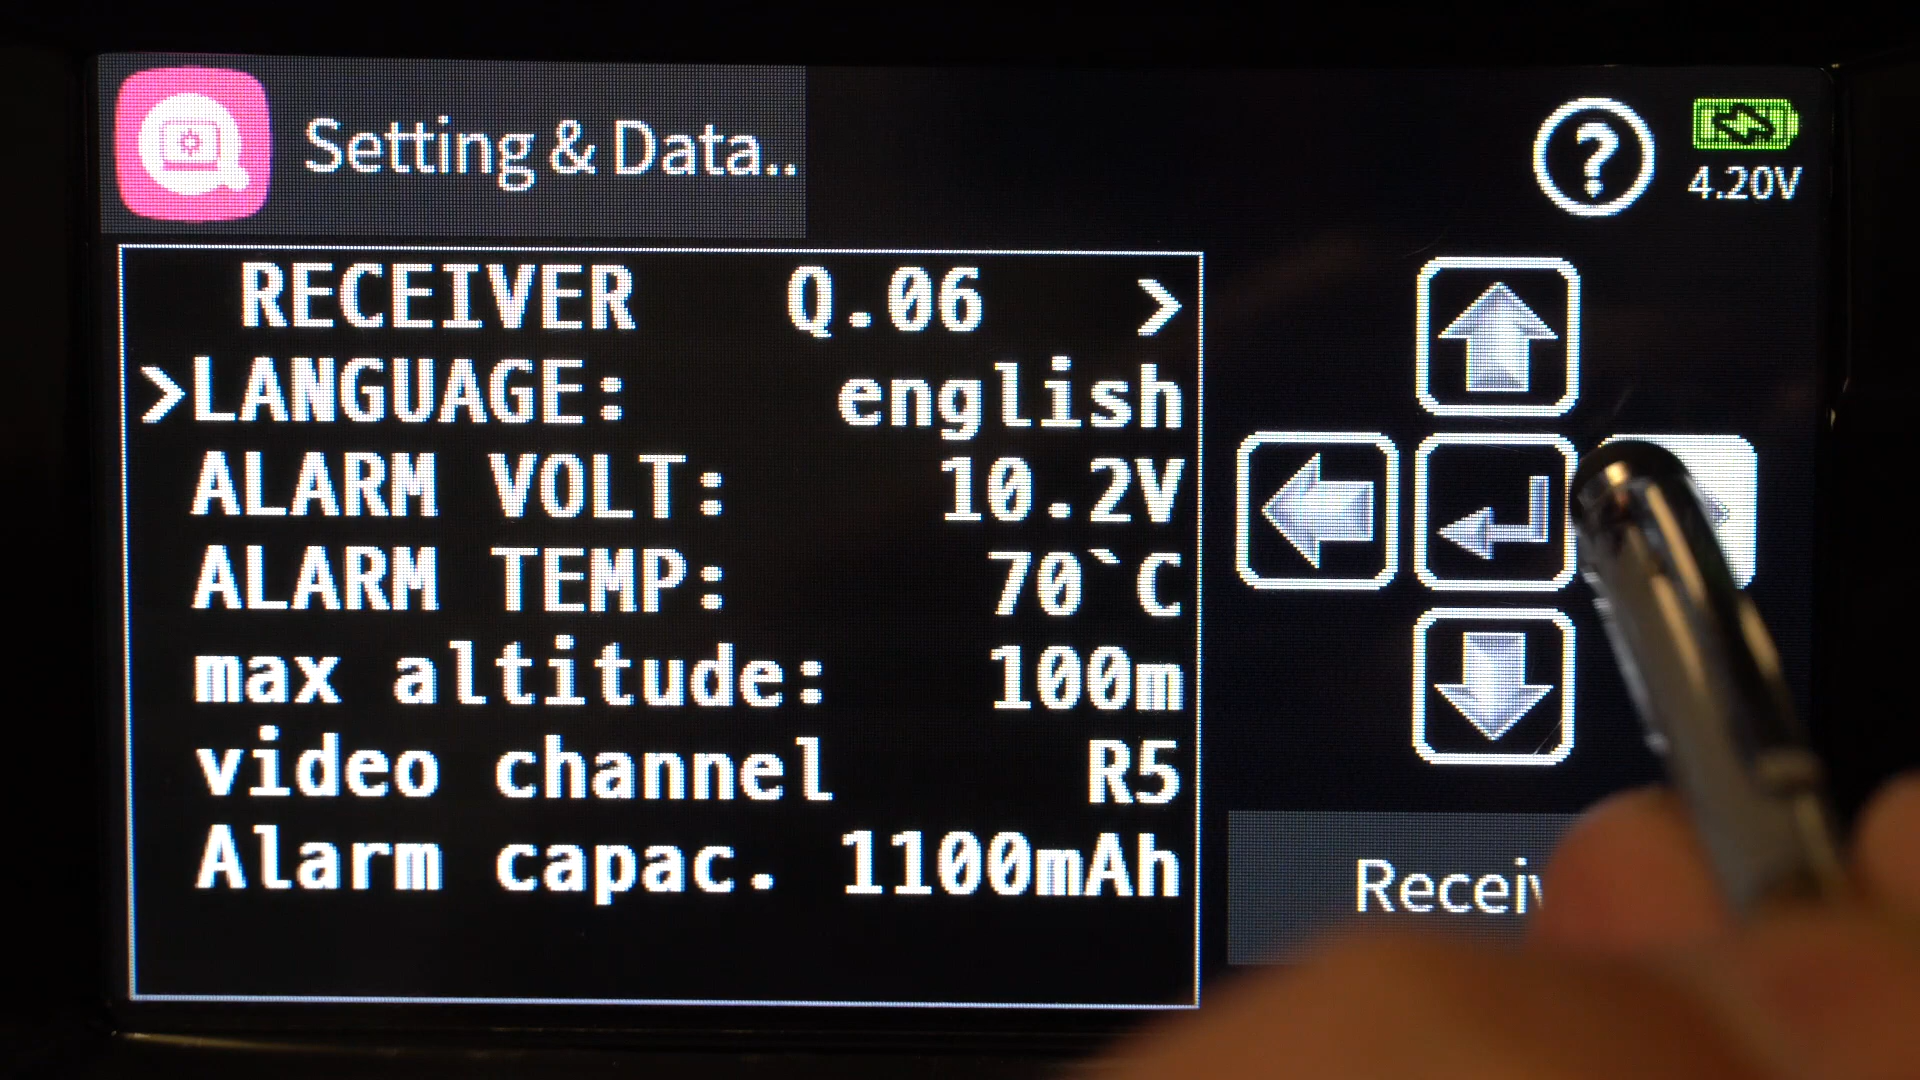 Setting & Data..
4.20V
RECEIVER Q.06 >
>LANGUAGE: english
ALARM VOLT: 10.2V
ALARM TEMP: 70`C
max altitude: 100m
video channel R5
Alarm capac. 1100mAh